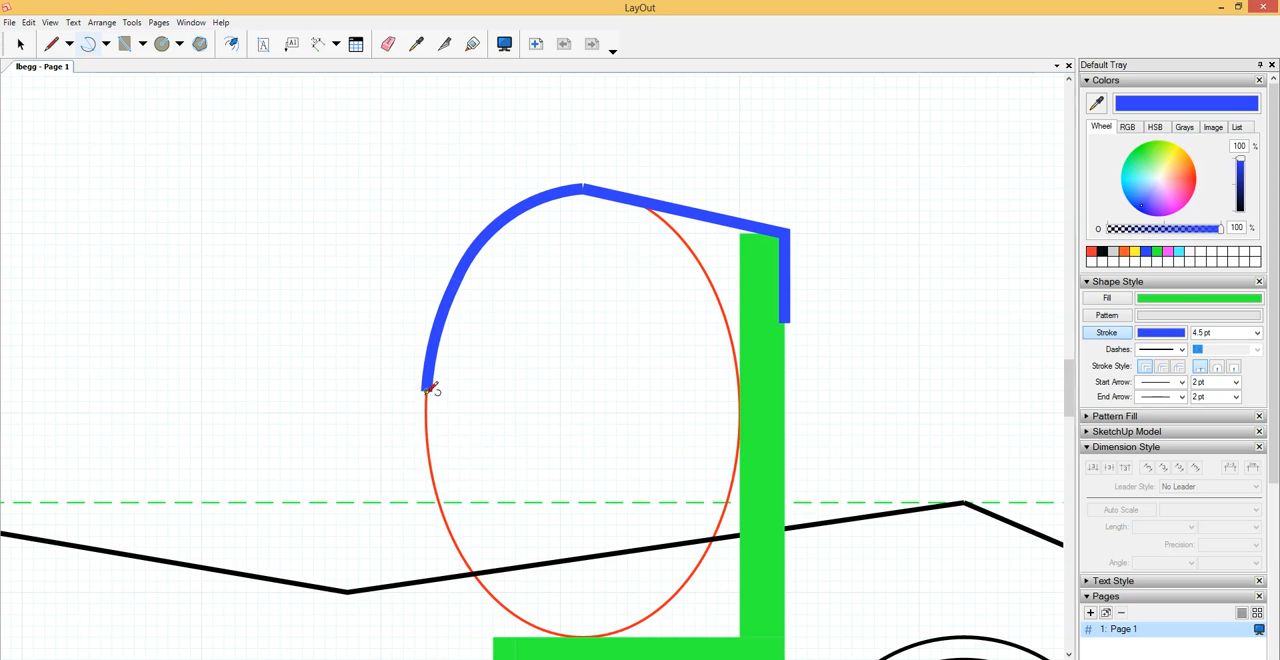 LayOut
File Edit View Text Arrange Tools Pages Window Help
lbegg - Page 1
Default Tray
Colors
Wheel RGB HSB Grays Image List
100 %
O 100 %
Shape Style
Fill
Pattern
Stroke 4.5 pt
Dashes:
Stroke Style:
Start Arrow: 2 pt
End Arrow: 2 pt
Pattern Fill
SketchUp Model
Dimension Style
Leader Style: No Leader
Auto Scale
Length:
Precision:
Angle:
Text Style
Pages
# 1: Page 1